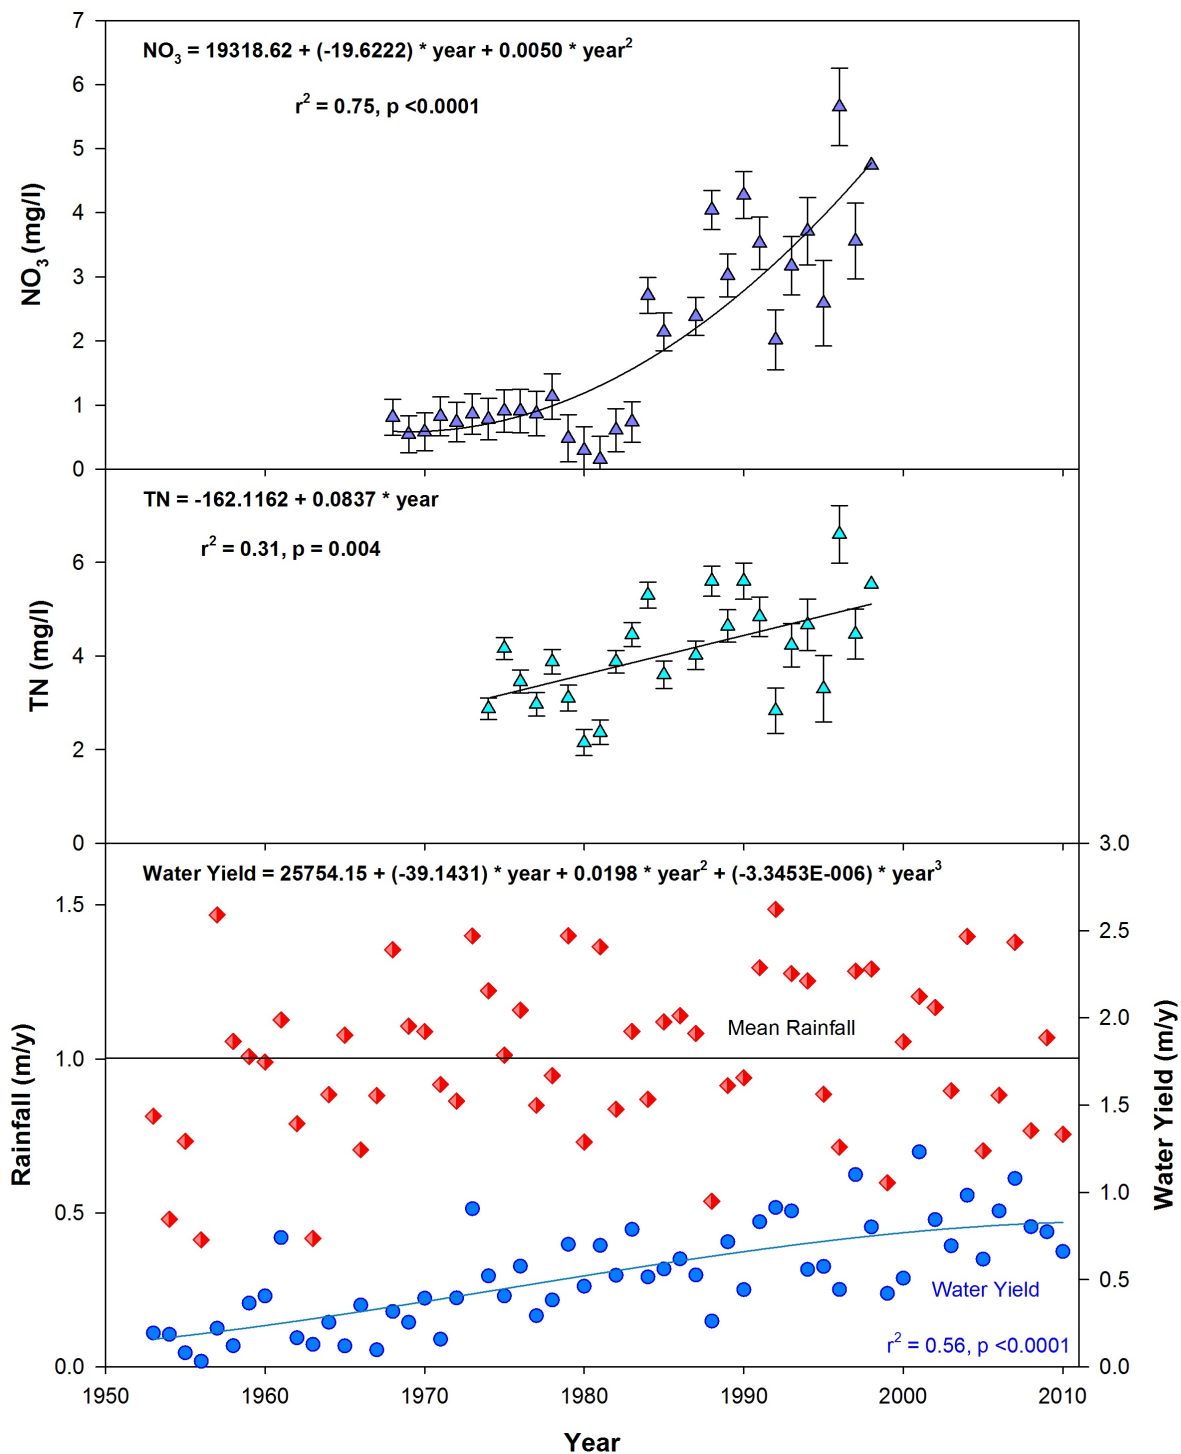 7
NO3 = 19318.62 + (-19.6222) * year + 0.0050 * year2
6
r2 = 0.75, p <0.0001
5
4
NO3 (mg/l)
3
2
1
0
TN = -162.1162 + 0.0837 * year
r2 = 0.31, p = 0.004
6
TN (mg/l)
4
2
0
3.0
Water Yield = 25754.15 + (-39.1431) * year + 0.0198 * year2 + (-3.3453E-006) * year3
1.5
2.5
Mean Rainfall
2.0
1.0
Rainfall (m/y)
Water Yield (m/y)
1.5
0.5
1.0
Water Yield
0.5
r2 = 0.56, p <0.0001
0.0
0.0
1950 1960 1970 1980 1990 2000 2010
Year